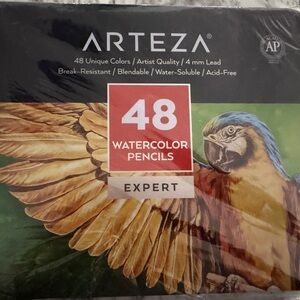 ARTEZA®
48 Unique Colors / Artist Quality / 4 mm Lead
Break-Resistant / Blendable / Water-Soluble / Acid-Free
AP
48
WATERCOLOR
PENCILS
EXPERT